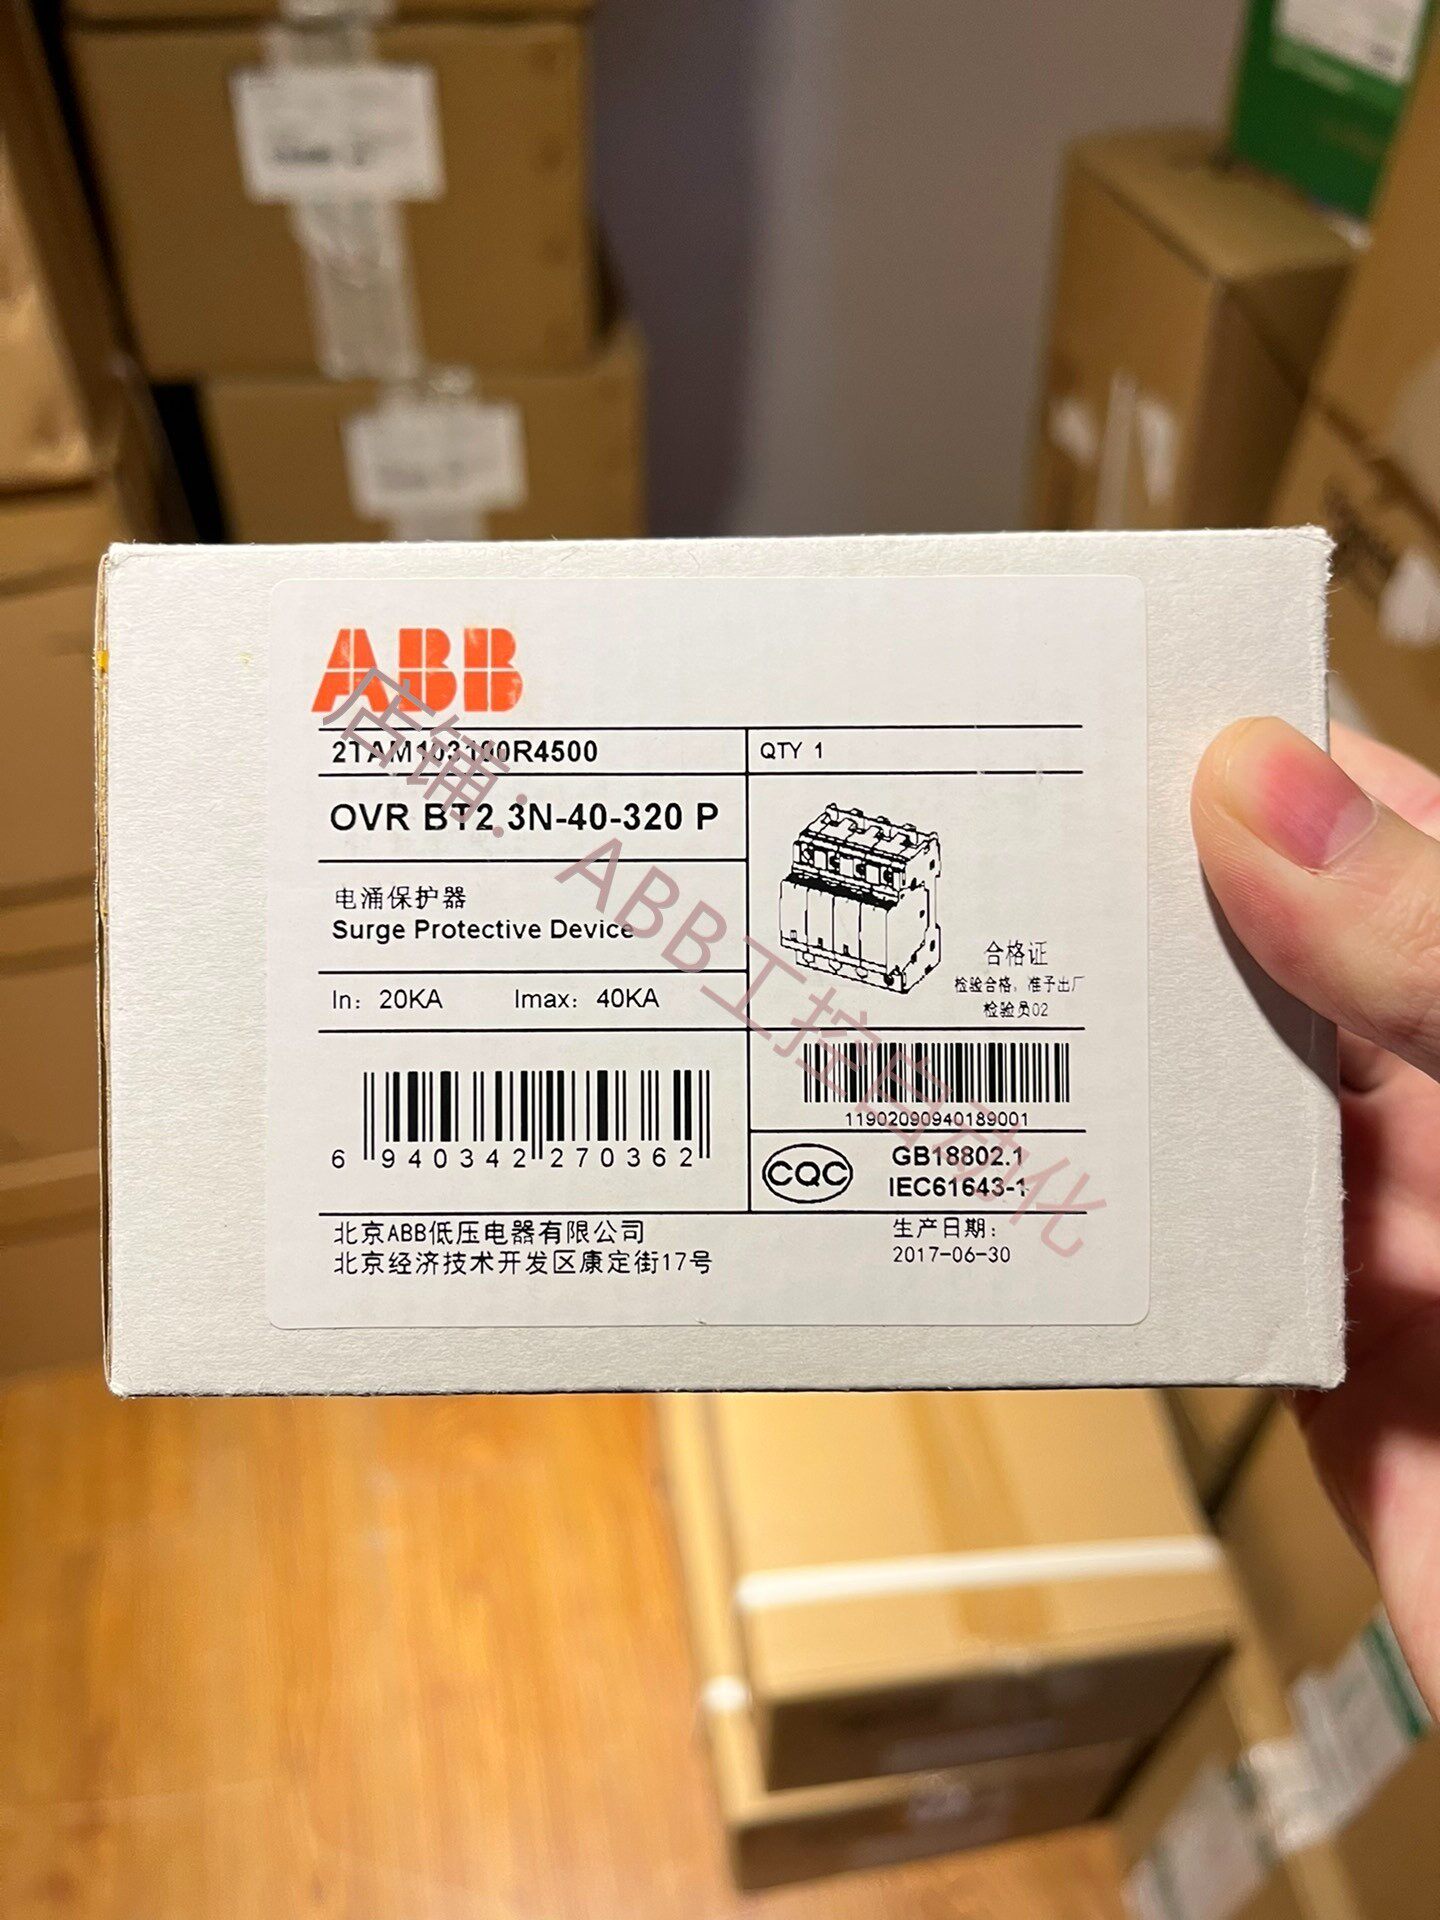 ABB
2TAM103100R4500
QTY 1
OVR BT2 3N-40-320 P
电涌保护器
Surge Protective Device
合格证
检验合格，准予出厂
检验员02
In: 20KA Imax: 40KA
11902090940189001
6 940342 270362
CQC
GB18802.1
IEC61643-1
北京ABB低压电器有限公司
北京经济技术开发区康定街17号
生产日期:
2017-06-30
店铺：ABB工控自动化